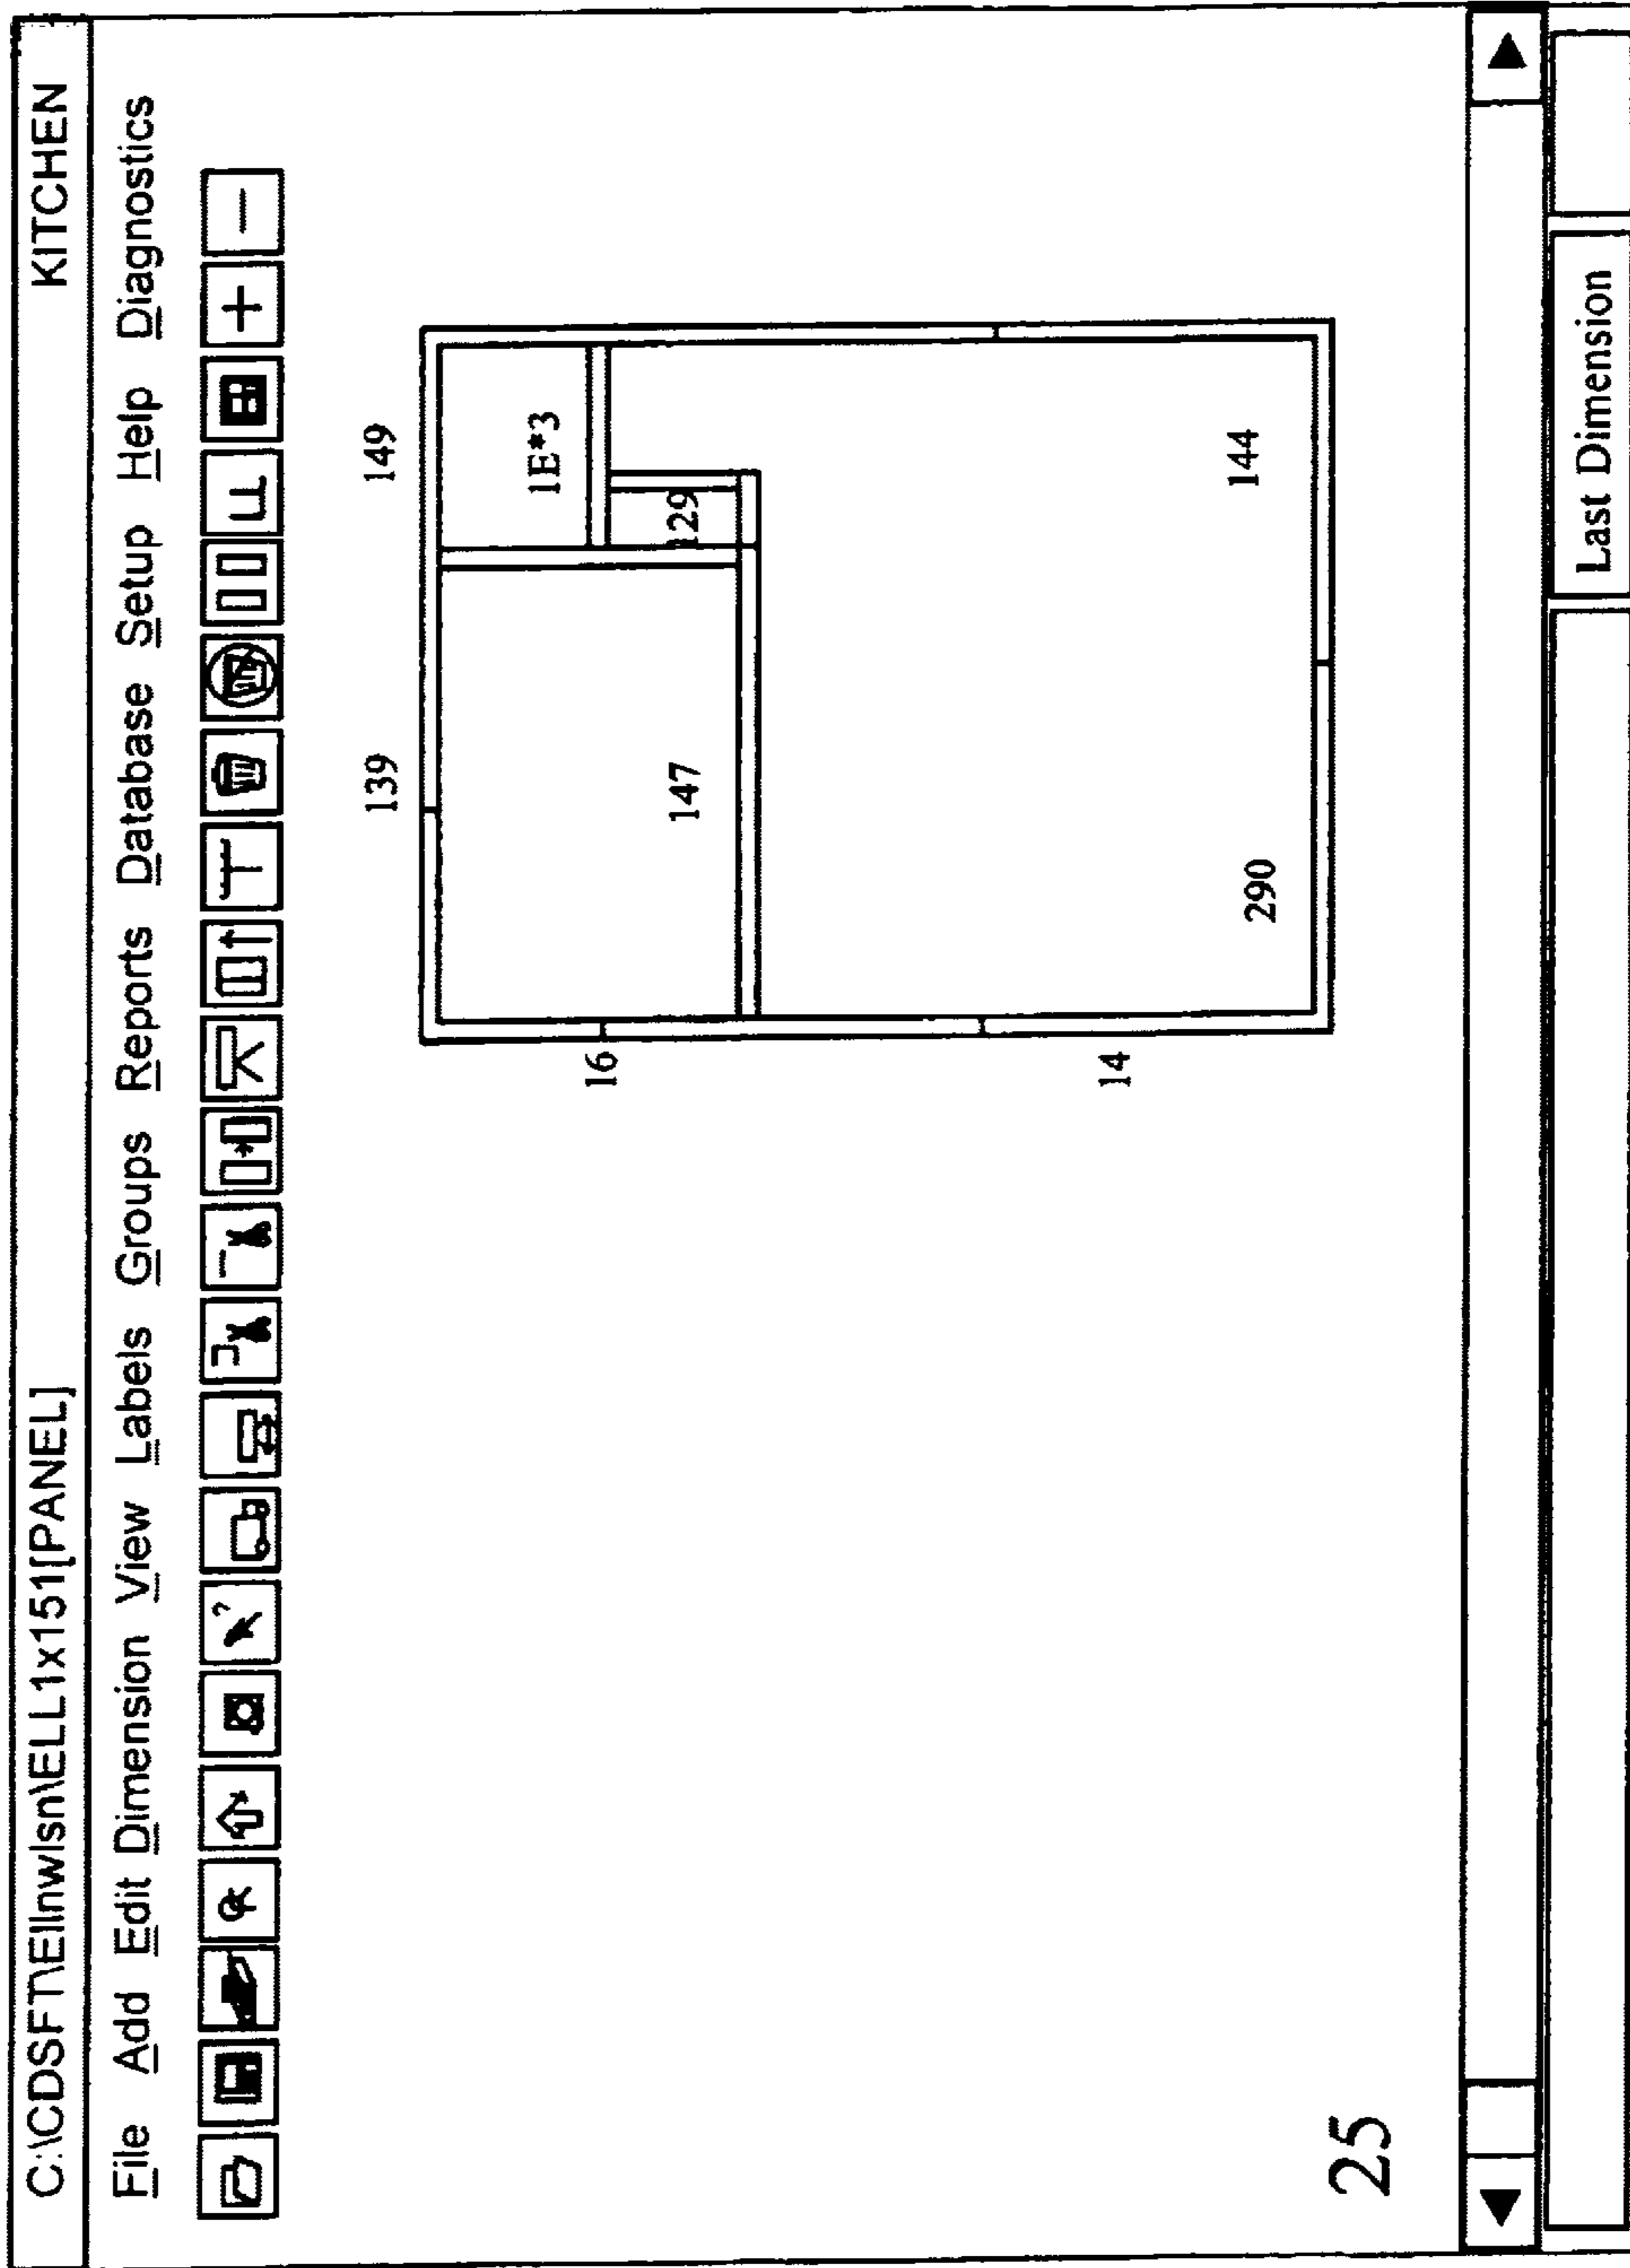 C:\CDSFT\Ellnwlsn\ELL1x151[PANEL] KITCHEN
File Add Edit Dimension View Labels Groups Reports Database Setup Help Diagnostics
139 149
1E*3
16
147 129
14
290 144
25
Last Dimension